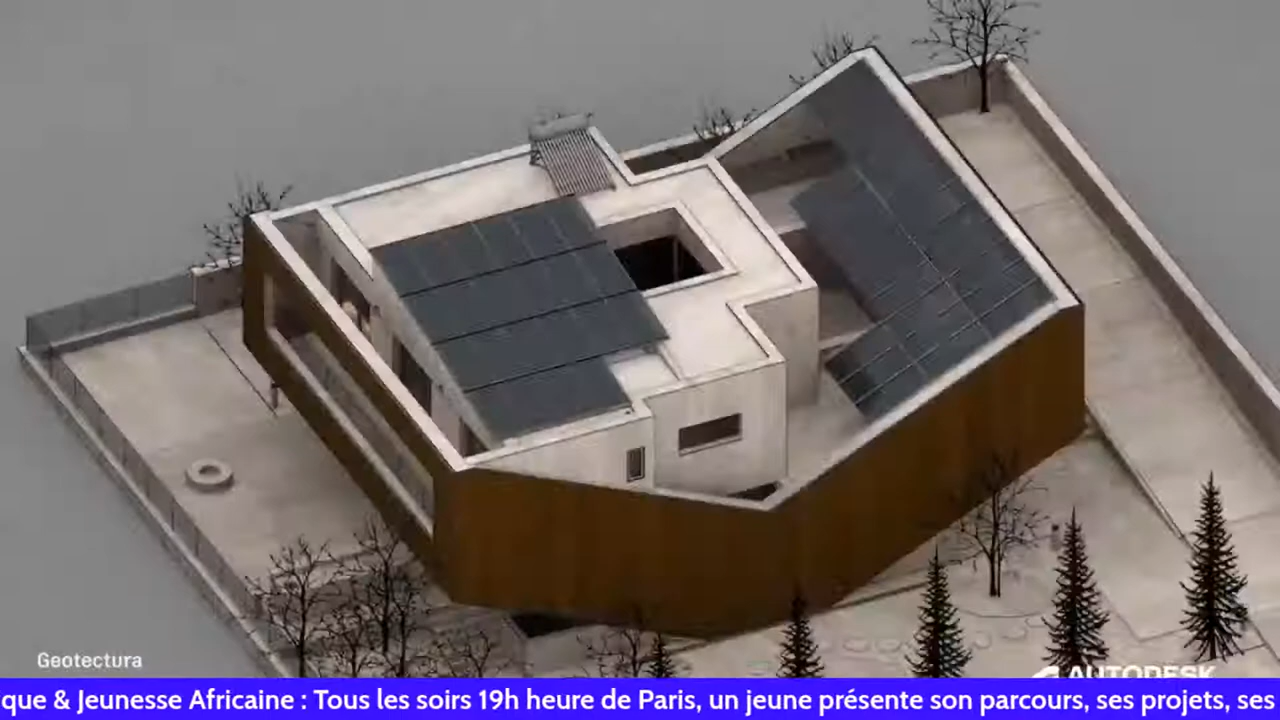 Geotectura
AUTODESK
que & Jeunesse Africaine : Tous les soirs 19h heure de Paris, un jeune présente son parcours, ses projets, ses